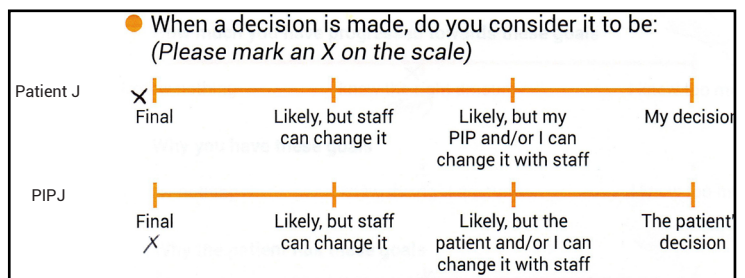 When a decision is made, do you consider it to be:
(Please mark an X on the scale)
Patient J
X
Final Likely, but staff Likely, but my My decision
can change it PIP and/or I can
change it with staff
PIPJ
Final Likely, but staff Likely, but the The patient'
can change it patient and/or I can decision
X change it with staff